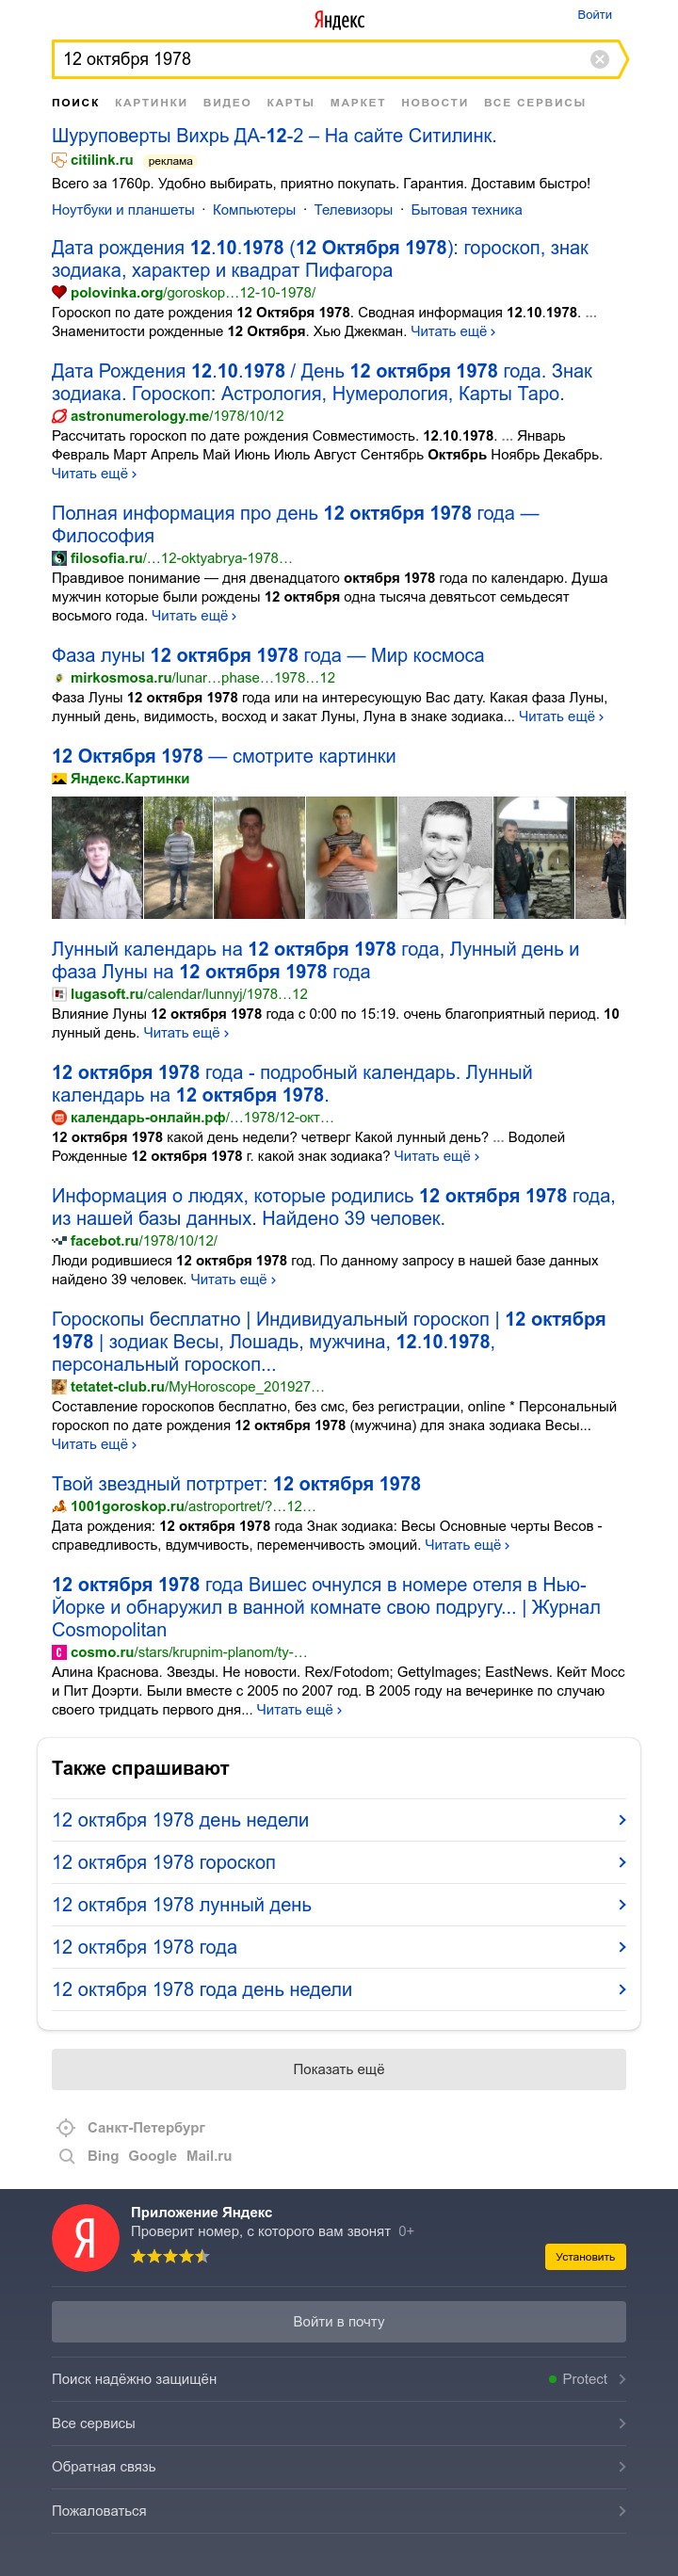 Яндекс
Войти
12 октября 1978
ПОИСК КАРТИНКИ ВИДЕО КАРТЫ МАРКЕТ НОВОСТИ ВСЕ СЕРВИСЫ
Шуруповерты Вихрь ДА-12-2 – На сайте Ситилинк.
citilink.ru реклама
Всего за 1760р. Удобно выбирать, приятно покупать. Гарантия. Доставим быстро!
Ноутбуки и планшеты · Компьютеры · Телевизоры · Бытовая техника
Дата рождения 12.10.1978 (12 Октября 1978): гороскоп, знак
зодиака, характер и квадрат Пифагора
polovinka.org/goroskop…12-10-1978/
Гороскоп по дате рождения 12 Октября 1978. Сводная информация 12.10.1978. ...
Знаменитости рожденные 12 Октября. Хью Джекман. Читать ещё ›
Дата Рождения 12.10.1978 / День 12 октября 1978 года. Знак
зодиака. Гороскоп: Астрология, Нумерология, Карты Таро.
astronumerology.me/1978/10/12
Рассчитать гороскоп по дате рождения Совместимость. 12.10.1978. ... Январь
Февраль Март Апрель Май Июнь Июль Август Сентябрь Октябрь Ноябрь Декабрь.
Читать ещё ›
Полная информация про день 12 октября 1978 года —
Философия
filosofia.ru/…12-oktyabrya-1978…
Правдивое понимание — дня двенадцатого октября 1978 года по календарю. Душа
мужчин которые были рождены 12 октября одна тысяча девятьсот семьдесят
восьмого года. Читать ещё ›
Фаза луны 12 октября 1978 года — Мир космоса
mirkosmosa.ru/lunar…phase…1978…12
Фаза Луны 12 октября 1978 года или на интересующую Вас дату. Какая фаза Луны,
лунный день, видимость, восход и закат Луны, Луна в знаке зодиака... Читать ещё ›
12 Октября 1978 — смотрите картинки
Яндекс.Картинки
Лунный календарь на 12 октября 1978 года, Лунный день и
фаза Луны на 12 октября 1978 года
lugasoft.ru/calendar/lunnyj/1978…12
Влияние Луны 12 октября 1978 года с 0:00 по 15:19. очень благоприятный период. 10
лунный день. Читать ещё ›
12 октября 1978 года - подробный календарь. Лунный
календарь на 12 октября 1978.
календарь-онлайн.рф/…1978/12-окт…
12 октября 1978 какой день недели? четверг Какой лунный день? ... Водолей
Рожденные 12 октября 1978 г. какой знак зодиака? Читать ещё ›
Информация о людях, которые родились 12 октября 1978 года,
из нашей базы данных. Найдено 39 человек.
facebot.ru/1978/10/12/
Люди родившиеся 12 октября 1978 год. По данному запросу в нашей базе данных
найдено 39 человек. Читать ещё ›
Гороскопы бесплатно | Индивидуальный гороскоп | 12 октября
1978 | зодиак Весы, Лошадь, мужчина, 12.10.1978,
персональный гороскоп...
tetatet-club.ru/MyHoroscope_201927…
Составление гороскопов бесплатно, без смс, без регистрации, online * Персональный
гороскоп по дате рождения 12 октября 1978 (мужчина) для знака зодиака Весы...
Читать ещё ›
Твой звездный потртрет: 12 октября 1978
1001goroskop.ru/astroportret/?…12…
Дата рождения: 12 октября 1978 года Знак зодиака: Весы Основные черты Весов -
справедливость, вдумчивость, переменчивость эмоций. Читать ещё ›
12 октября 1978 года Вишес очнулся в номере отеля в Нью-
Йорке и обнаружил в ванной комнате свою подругу... | Журнал
Cosmopolitan
cosmo.ru/stars/krupnim-planom/ty-…
Алина Краснова. Звезды. Не новости. Rex/Fotodom; GettyImages; EastNews. Кейт Мосс
и Пит Доэрти. Были вместе с 2005 по 2007 год. В 2005 году на вечеринке по случаю
своего тридцать первого дня... Читать ещё ›
Также спрашивают
12 октября 1978 день недели
12 октября 1978 гороскоп
12 октября 1978 лунный день
12 октября 1978 года
12 октября 1978 года день недели
Показать ещё
Санкт-Петербург
Bing Google Mail.ru
Я
Приложение Яндекс
Проверит номер, с которого вам звонят 0+
Установить
Войти в почту
Поиск надёжно защищён Protect
Все сервисы
Обратная связь
Пожаловаться